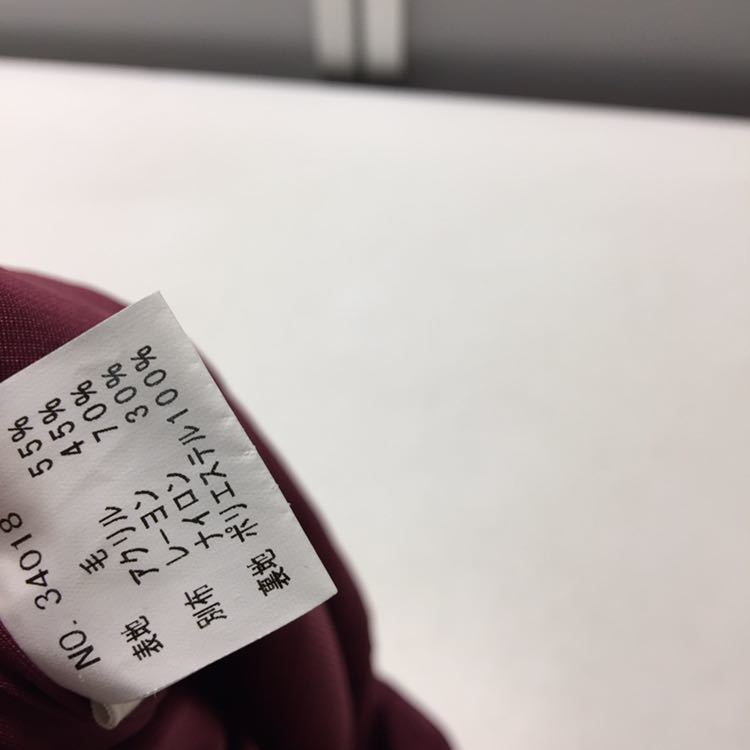 NO. 34018
表地 毛 55%
アクリル 45%
別布 レーヨン 70%
ナイロン 30%
裏地 ポリエステル100%